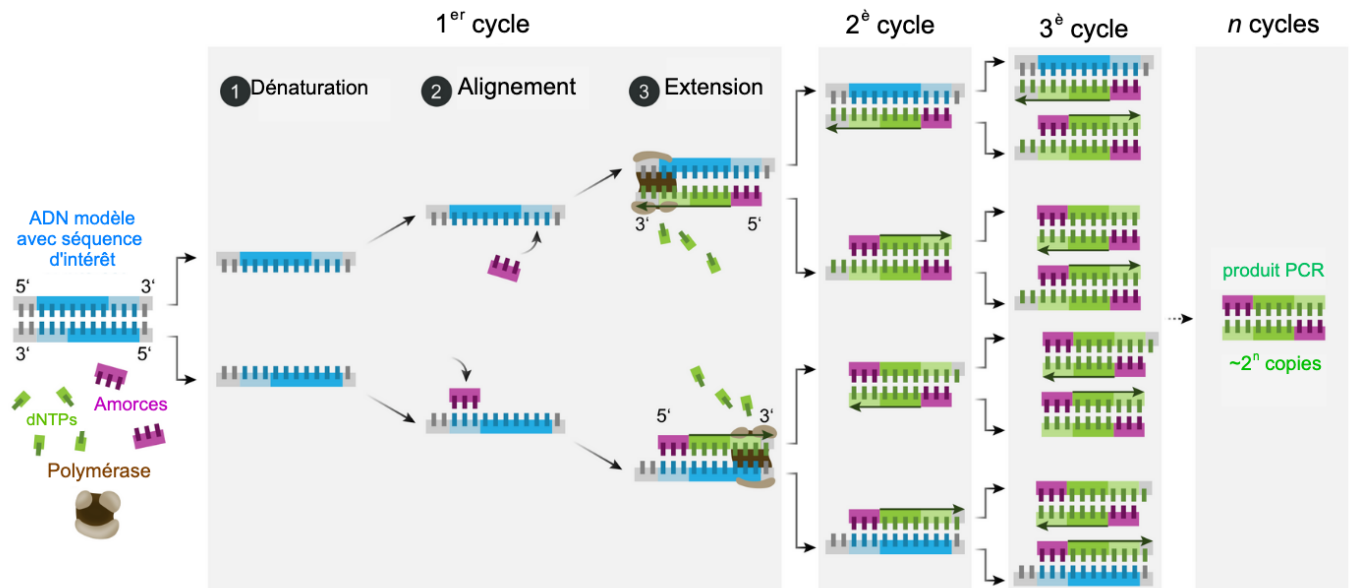 1er cycle
2è cycle
3è cycle
n cycles
1 Dénaturation
2 Alignement
3 Extension
ADN modèle
avec séquence
d'intérêt
5‘ 3‘
3‘ 5‘
Amorces
dNTPs
Polymérase
3‘ 5‘
5‘ 3‘
produit PCR
~2n copies